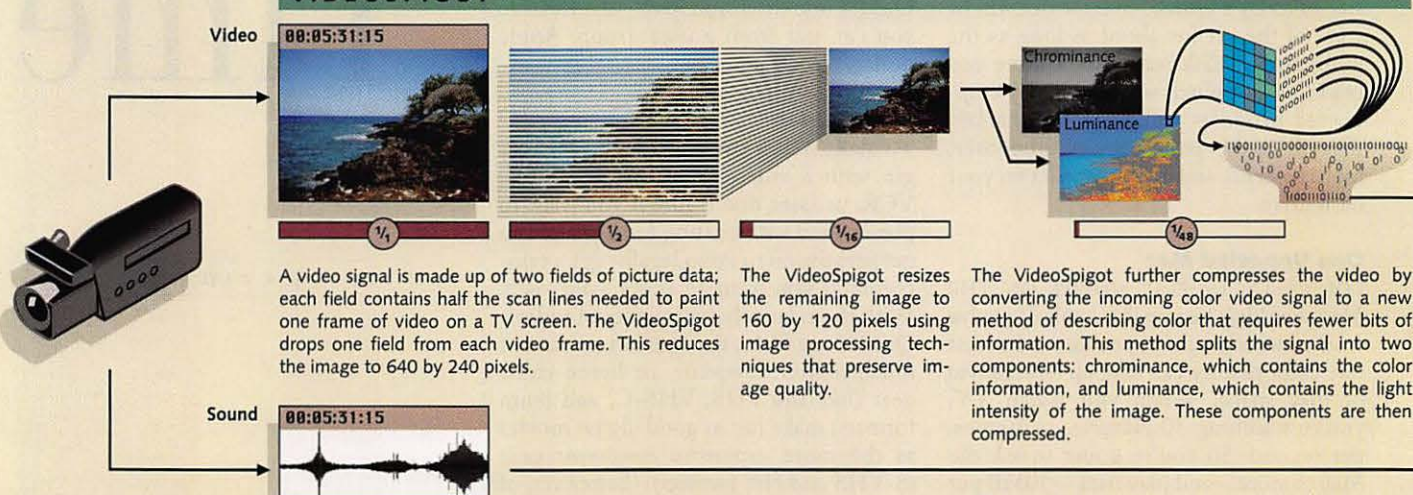 Video
00:05:31:15
Chrominance
Luminance
1/1
1/2
1/16
1/48
A video signal is made up of two fields of picture data;
each field contains half the scan lines needed to paint
one frame of video on a TV screen. The VideoSpigot
drops one field from each video frame. This reduces
the image to 640 by 240 pixels.
The VideoSpigot resizes
the remaining image to
160 by 120 pixels using
image processing tech-
niques that preserve im-
age quality.
The VideoSpigot further compresses the video by
converting the incoming color video signal to a new
method of describing color that requires fewer bits of
information. This method splits the signal into two
components: chrominance, which contains the color
information, and luminance, which contains the light
intensity of the image. These components are then
compressed.
Sound
00:05:31:15